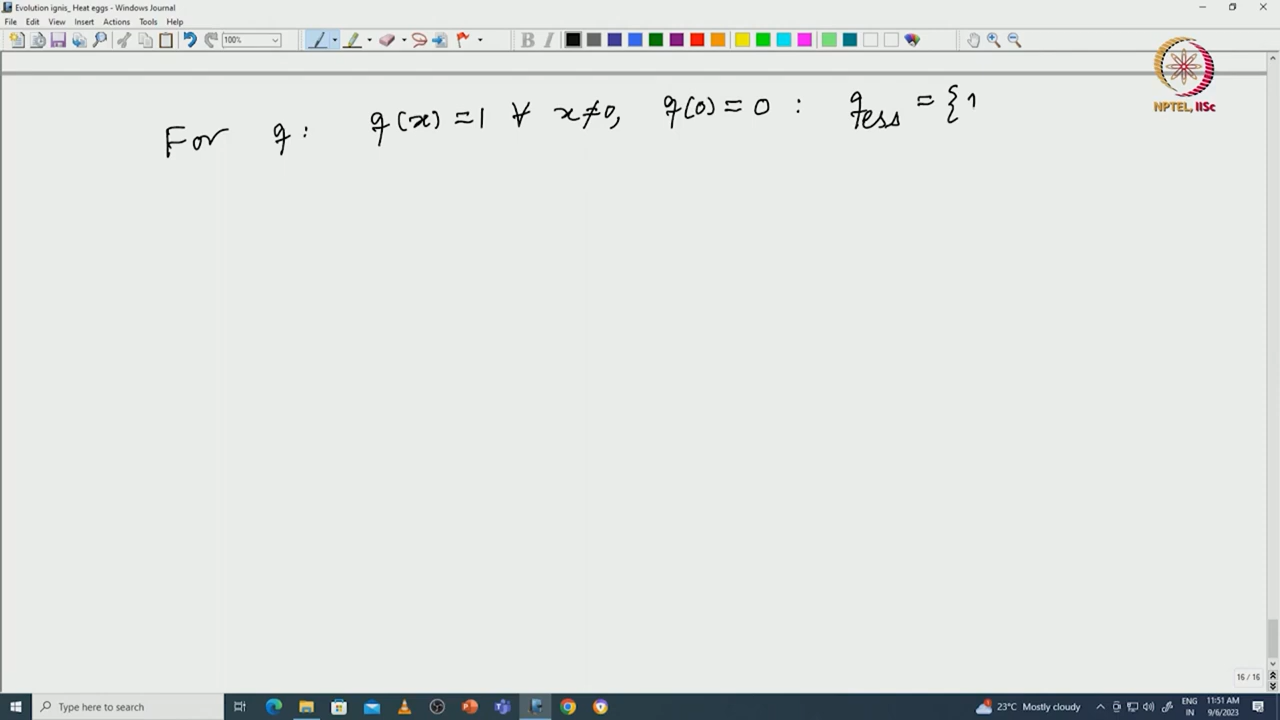 Evolution ignis_ Heat eggs - Windows Journal
File Edit View Insert Actions Tools Help
100% B I
NPTEL, IISc
For q: q(x) = 1 ∀ x≠0, q(0) = 0 : q_ess = {1
16 / 16
Type here to search
23°C Mostly cloudy
ENG
IN
11:51 AM
9/6/2023